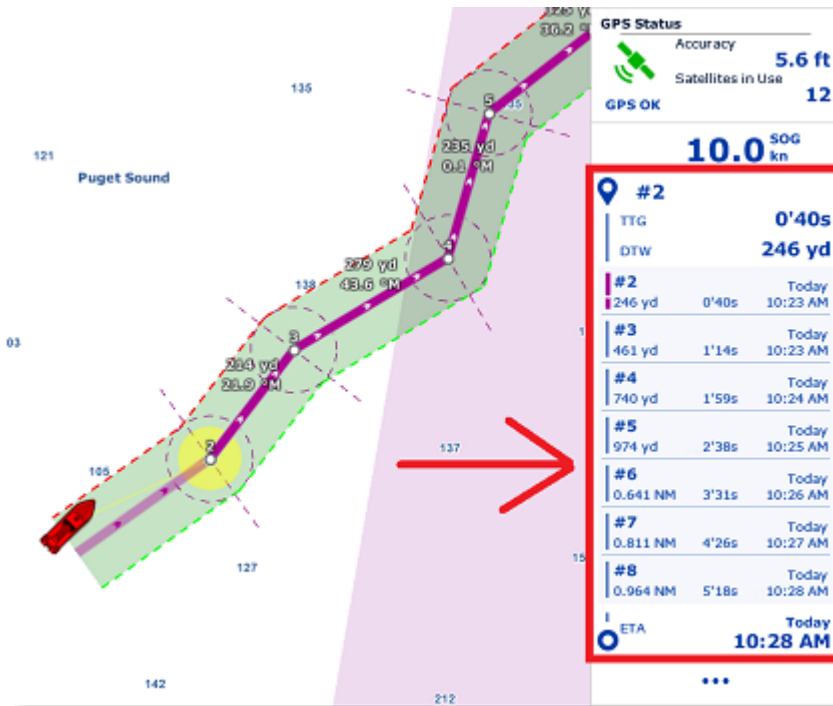 36.2 °M
135
5
35
121
235 yd
0.1 °M
Puget Sound
4
279 yd
43.6 °M
138
03
3
214 yd
21.9 °M
2
105
137
127
142
212
GPS Status
Accuracy
5.6 ft
Satellites in Use
12
GPS OK
10.0 SOG kn
#2
TTG 0'40s
DTW 246 yd
#2 Today
246 yd 0'40s 10:23 AM
#3 Today
461 yd 1'14s 10:23 AM
#4 Today
740 yd 1'59s 10:24 AM
#5 Today
974 yd 2'38s 10:25 AM
#6 Today
0.641 NM 3'31s 10:26 AM
#7 Today
0.811 NM 4'26s 10:27 AM
#8 Today
0.964 NM 5'18s 10:28 AM
ETA Today
10:28 AM